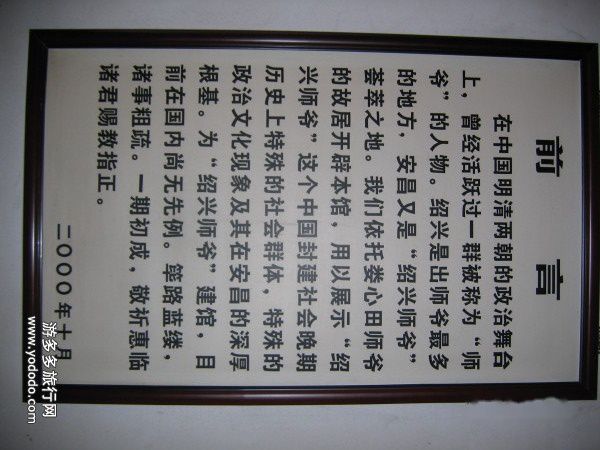 前言
在中国明清两朝的政治舞台
上，曾经活跃过一群被称为“师
爷”的人物。绍兴是出师爷最多
的地方，安昌又是“绍兴师爷”
荟萃之地。我们依托娄心田师爷
的故居开辟本馆，用以展示“绍
兴师爷”这个中国封建社会晚期
历史上特殊的社会群体，特殊的
政治文化现象及其在安昌的深厚
根基。为“绍兴师爷”建馆，目
前在国内尚无先例。筚路蓝缕，
诸事粗疏。一期初成，敬祈惠临
诸君赐教指正。
二000年十月
游多多旅行网
www.yododo.com